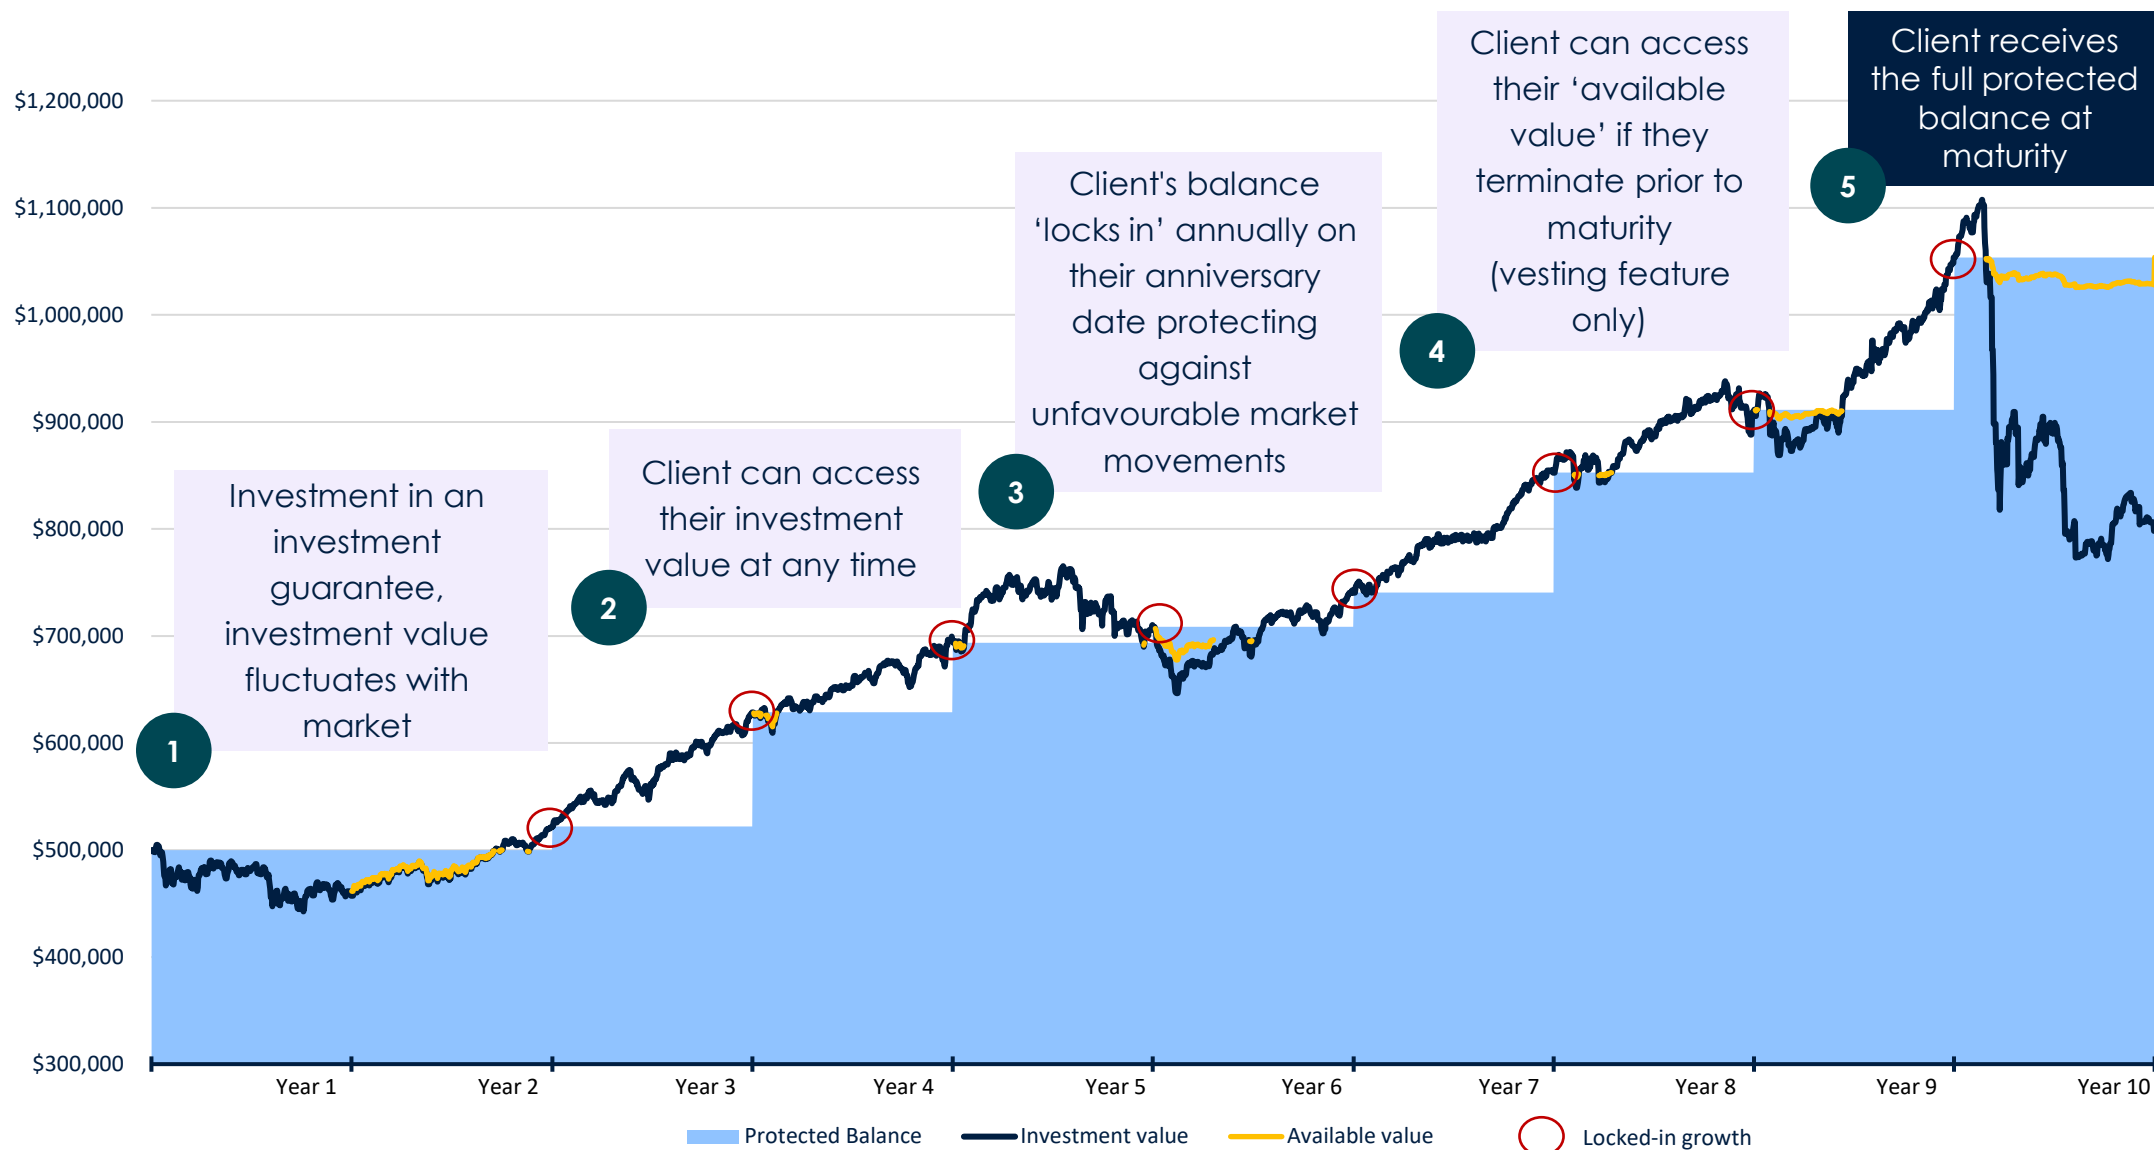 $1,200,000
$1,100,000
$1,000,000
$900,000
$800,000
$700,000
$600,000
$500,000
$400,000
$300,000
1
Investment in an
investment
guarantee,
investment value
fluctuates with
market
2
Client can access
their investment
value at any time
3
Client's balance
‘locks in’ annually on
their anniversary
date protecting
against
unfavourable market
movements
4
Client can access
their ‘available
value’ if they
terminate prior to
maturity
(vesting feature
only)
5
Client receives
the full protected
balance at
maturity
Year 1
Year 2
Year 3
Year 4
Year 5
Year 6
Year 7
Year 8
Year 9
Year 10
Protected Balance
Investment value
Available value
Locked-in growth